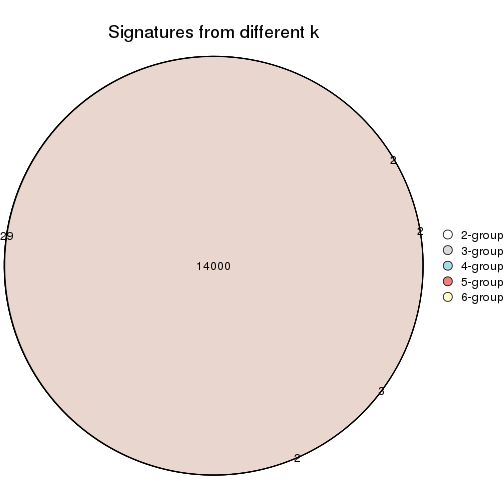 Signatures from different k
2
2
29
14000
3
2
2-group
3-group
4-group
5-group
6-group